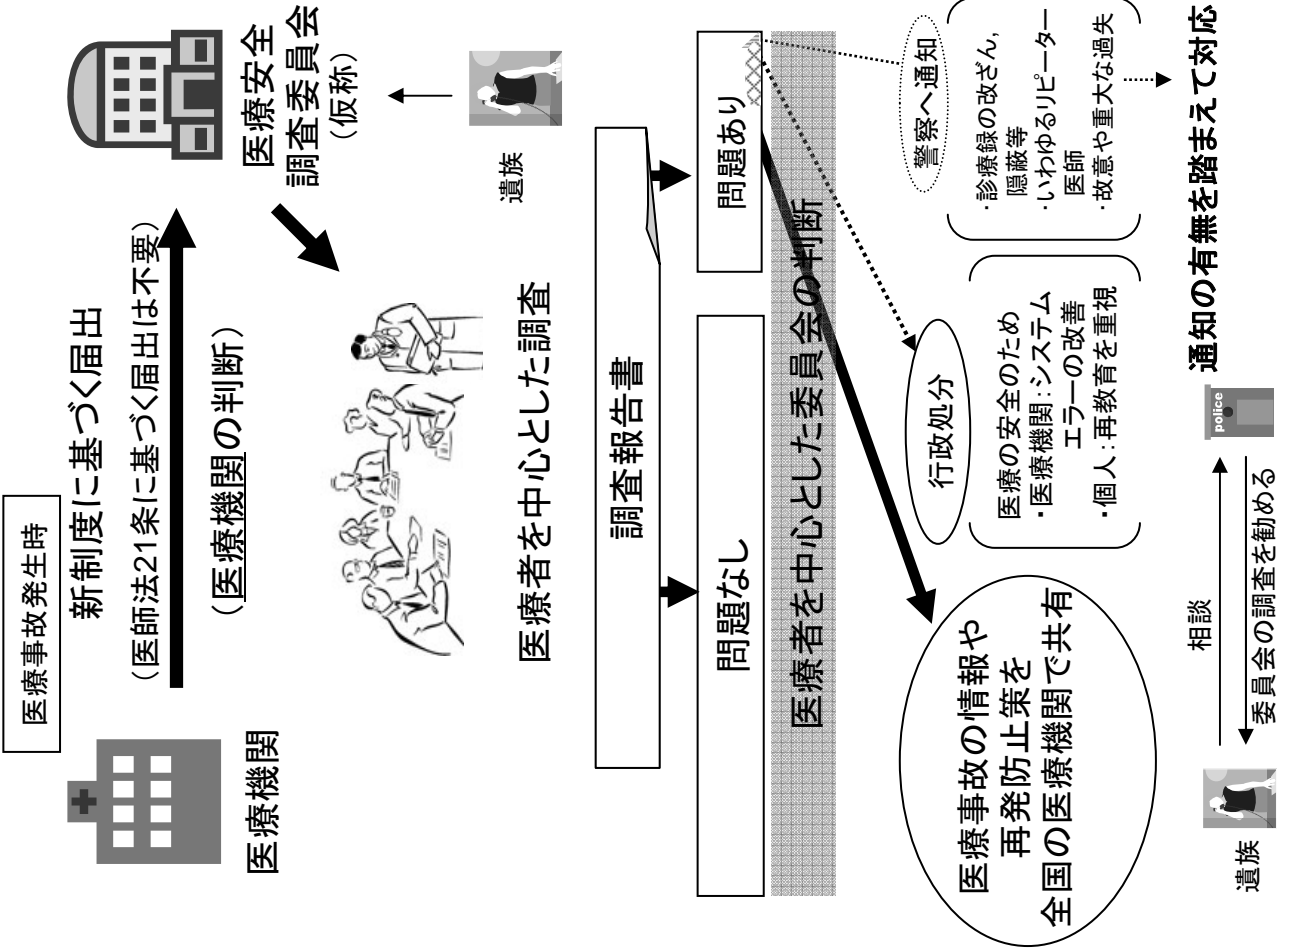 医療事故発生時
新制度に基づく届出
(医師法21条に基づく届出は不要)
(医療機関の判断)
医療機関
医療安全
調査委員会
(仮称)
遺族
医療者を中心とした調査
調査報告書
問題なし
問題あり
医療者を中心とした委員会の判断
医療事故の情報や
再発防止策を
全国の医療機関で共有
行政処分
医療の安全のため
・医療機関:システム
エラーの改善
・個人:再教育を重視
警察へ通知
・診療録の改ざん,
隠蔽等
・いわゆるリピーター
医師
・故意や重大な過失
遺族
相談
委員会の調査を勧める
police
通知の有無を踏まえて対応